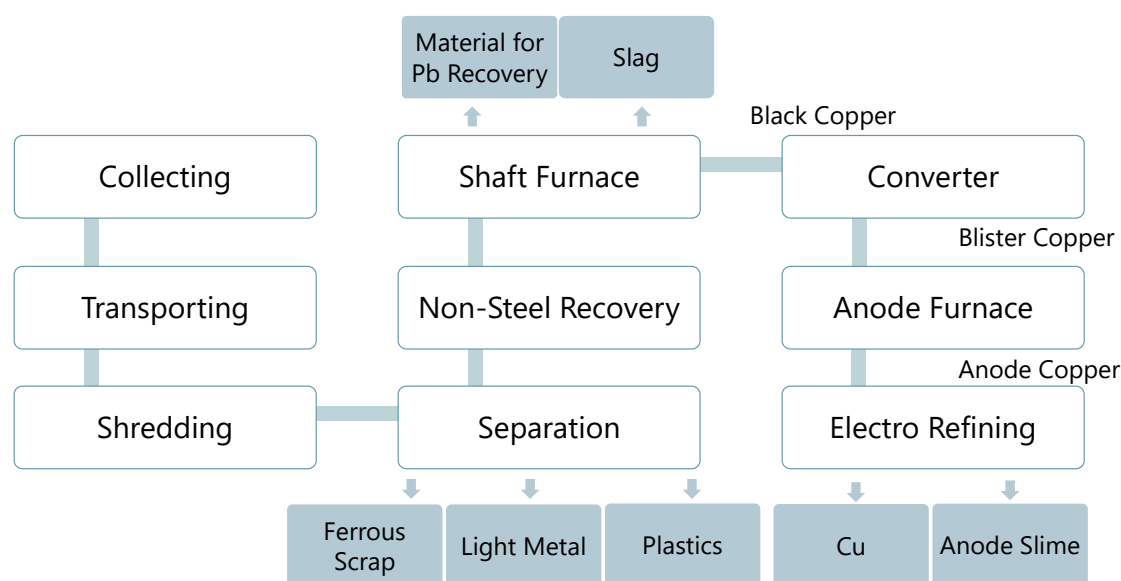 Material for
Pb Recovery
Slag
Black Copper
Collecting
Shaft Furnace
Converter
Blister Copper
Transporting
Non-Steel Recovery
Anode Furnace
Anode Copper
Shredding
Separation
Electro Refining
Ferrous
Scrap
Light Metal
Plastics
Cu
Anode Slime